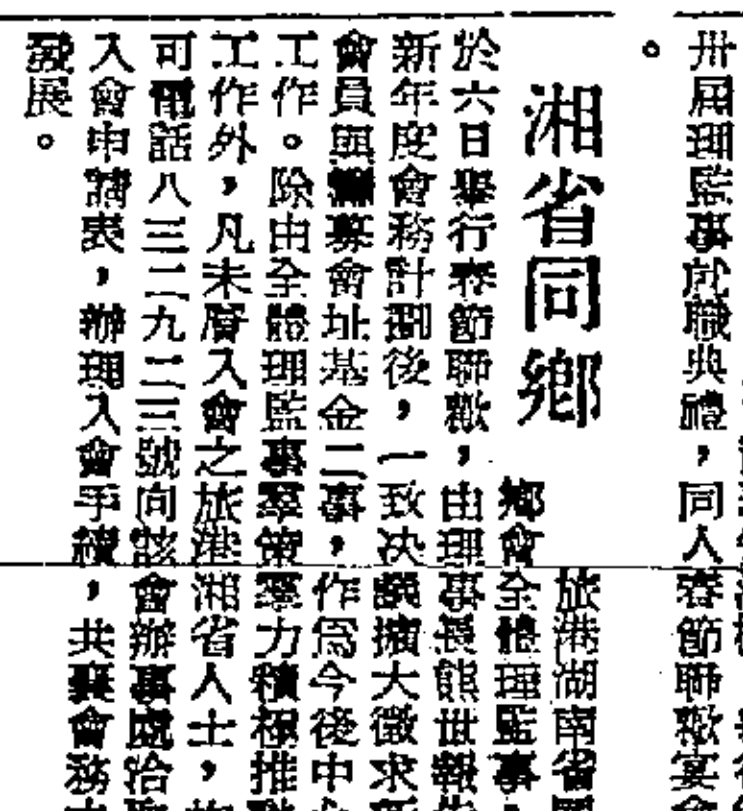 卅屆理監事就職典禮，同人春節聯歡宴
。
湘省同鄉
旅港湖南省
鄉會全體理監事，
於六日舉行春節聯歡，由理事長熊世報告
新年度會務計劃後，一致決議擴大徵求新
會員與籌募會址基金二事，作爲今後中心
工作。除由全體理監事羣策羣力積極推動
工作外，凡未曆入會之旅港湘省人士，
可電話八三二九二三號向該會辦事處洽
入會申請表，辦理入會手續，共襄會務
發展。